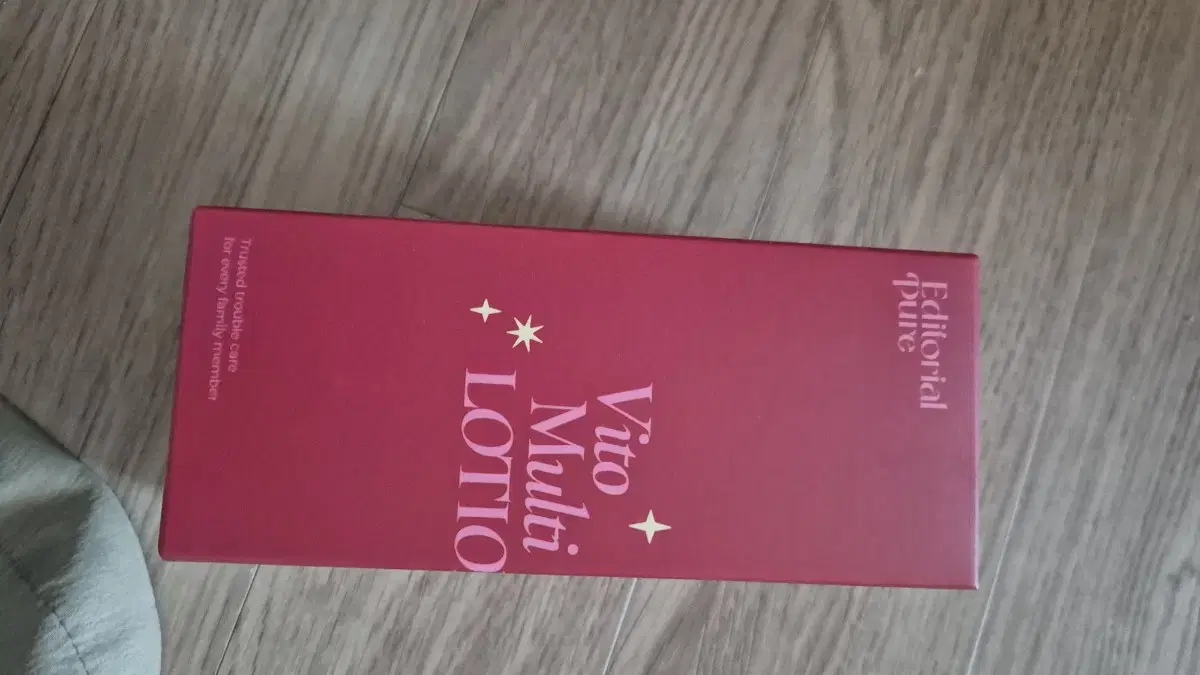 Editorial
Pure
Vito
Multi
LOTIO
Trusted trouble care
for every family member